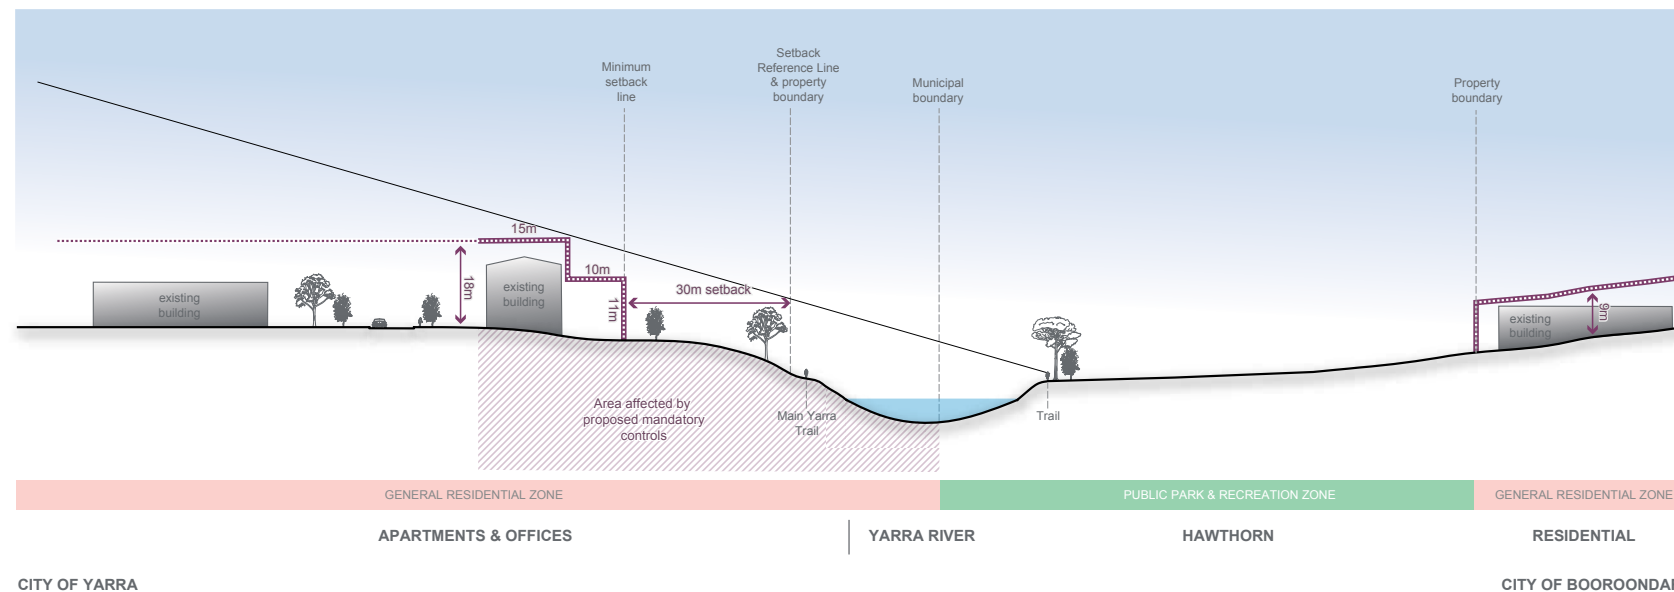 Setback
Reference Line
& property
boundary
Minimum
setback
line
Municipal
boundary
Property
boundary
15m
18m
10m
11m
30m setback
existing
building
existing
building
existing
building
9m
Area affected by
proposed mandatory
controls
Main Yarra
Trail
Trail
GENERAL RESIDENTIAL ZONE
PUBLIC PARK & RECREATION ZONE
GENERAL RESIDENTIAL ZONE
APARTMENTS & OFFICES
YARRA RIVER
HAWTHORN
RESIDENTIAL
CITY OF YARRA
CITY OF BOOROONDAR